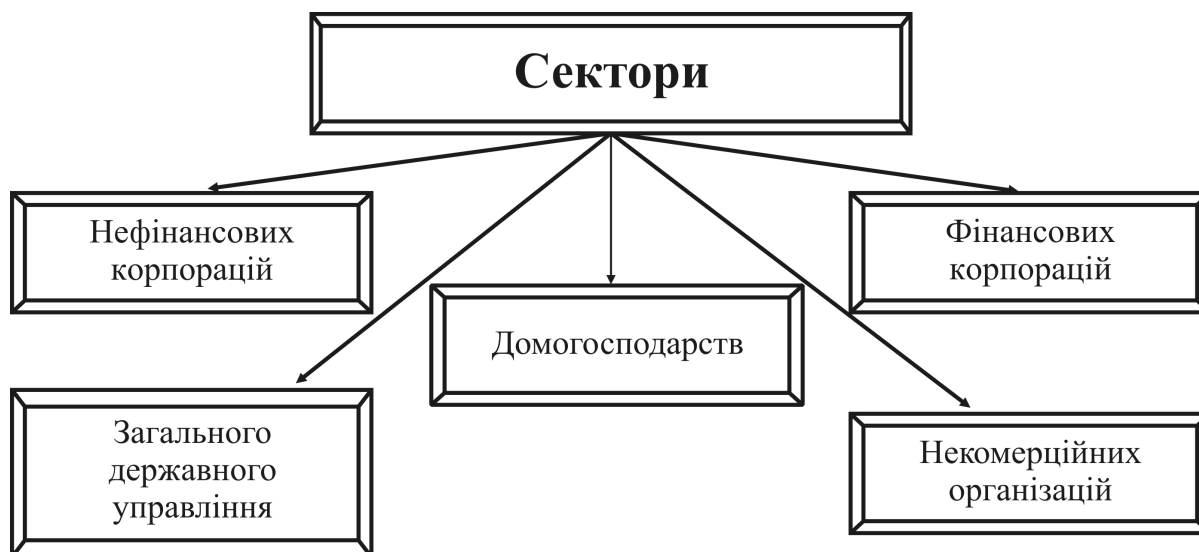 Сектори
Нефінансових
корпорацій
Фінансових
корпорацій
Домогосподарств
Загального
державного
управління
Некомерційних
організацій